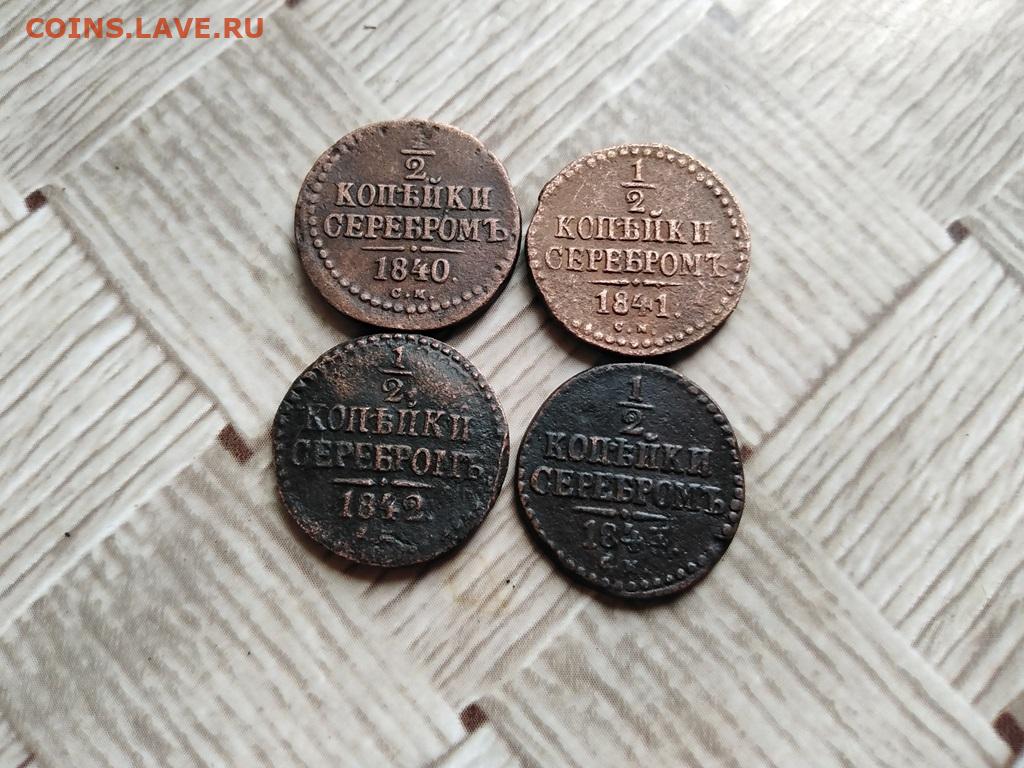 COINS.LAVE.RU
1
2
КОПѢЙКИ
СЕРЕБРОМЪ
1840.
С.М.
1
2
КОПѢЙКИ
СЕРЕБРОМЪ
1841.
С.М.
1
2
КОПѢЙКИ
СЕРЕБРОМЪ
1842.
1
2
КОПѢЙКИ
СЕРЕБРОМЪ
1844.